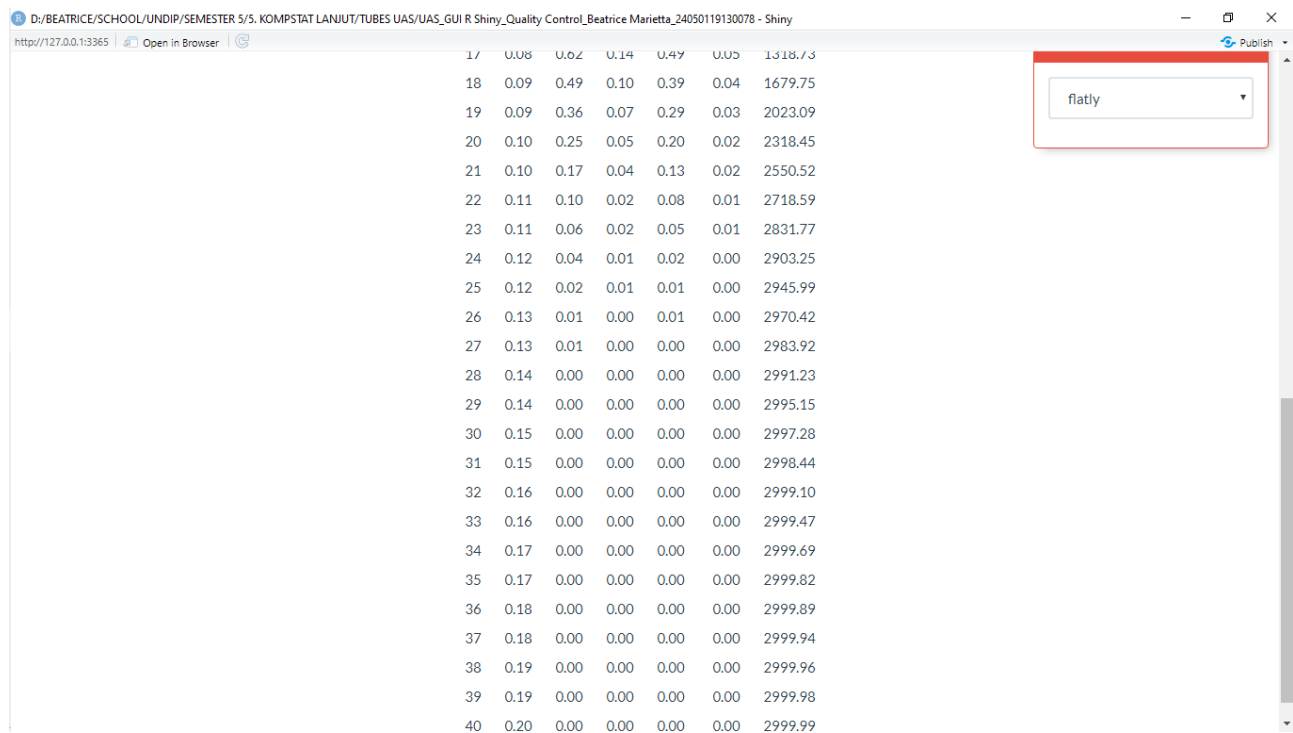 D:/BEATRICE/SCHOOL/UNDIP/SEMESTER 5/5. KOMPSTAT LANJUT/TUBES UAS/UAS_GUI R Shiny_Quality Control_Beatrice Marietta_24050119130078 - Shiny
http://127.0.0.1:3365 Open in Browser Publish
17 0.08 0.62 0.14 0.49 0.05 1318.73
18 0.09 0.49 0.10 0.39 0.04 1679.75
flatly
19 0.09 0.36 0.07 0.29 0.03 2023.09
20 0.10 0.25 0.05 0.20 0.02 2318.45
21 0.10 0.17 0.04 0.13 0.02 2550.52
22 0.11 0.10 0.02 0.08 0.01 2718.59
23 0.11 0.06 0.02 0.05 0.01 2831.77
24 0.12 0.04 0.01 0.02 0.00 2903.25
25 0.12 0.02 0.01 0.01 0.00 2945.99
26 0.13 0.01 0.00 0.01 0.00 2970.42
27 0.13 0.01 0.00 0.00 0.00 2983.92
28 0.14 0.00 0.00 0.00 0.00 2991.23
29 0.14 0.00 0.00 0.00 0.00 2995.15
30 0.15 0.00 0.00 0.00 0.00 2997.28
31 0.15 0.00 0.00 0.00 0.00 2998.44
32 0.16 0.00 0.00 0.00 0.00 2999.10
33 0.16 0.00 0.00 0.00 0.00 2999.47
34 0.17 0.00 0.00 0.00 0.00 2999.69
35 0.17 0.00 0.00 0.00 0.00 2999.82
36 0.18 0.00 0.00 0.00 0.00 2999.89
37 0.18 0.00 0.00 0.00 0.00 2999.94
38 0.19 0.00 0.00 0.00 0.00 2999.96
39 0.19 0.00 0.00 0.00 0.00 2999.98
40 0.20 0.00 0.00 0.00 0.00 2999.99